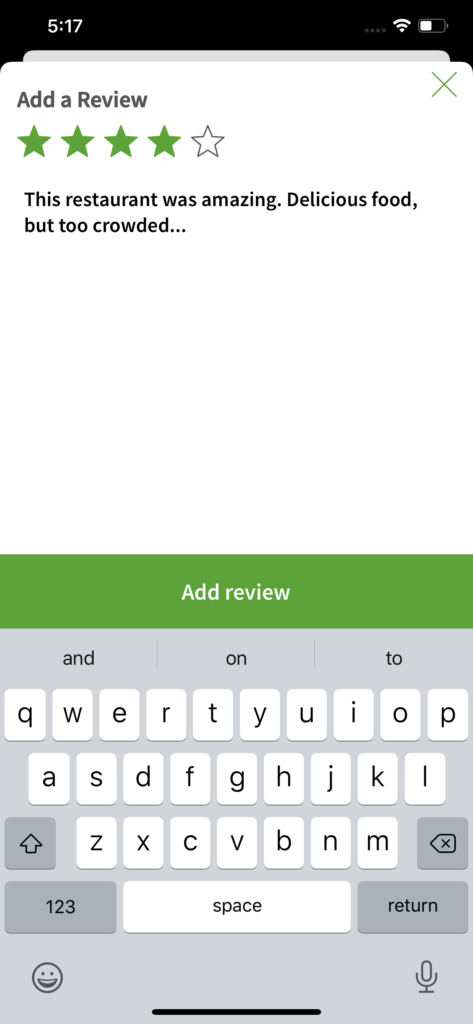 5:17
Add a Review
This restaurant was amazing. Delicious food,
but too crowded...
Add review
and on to
q w e r t y u i o p
a s d f g h j k l
z x c v b n m
123 space return